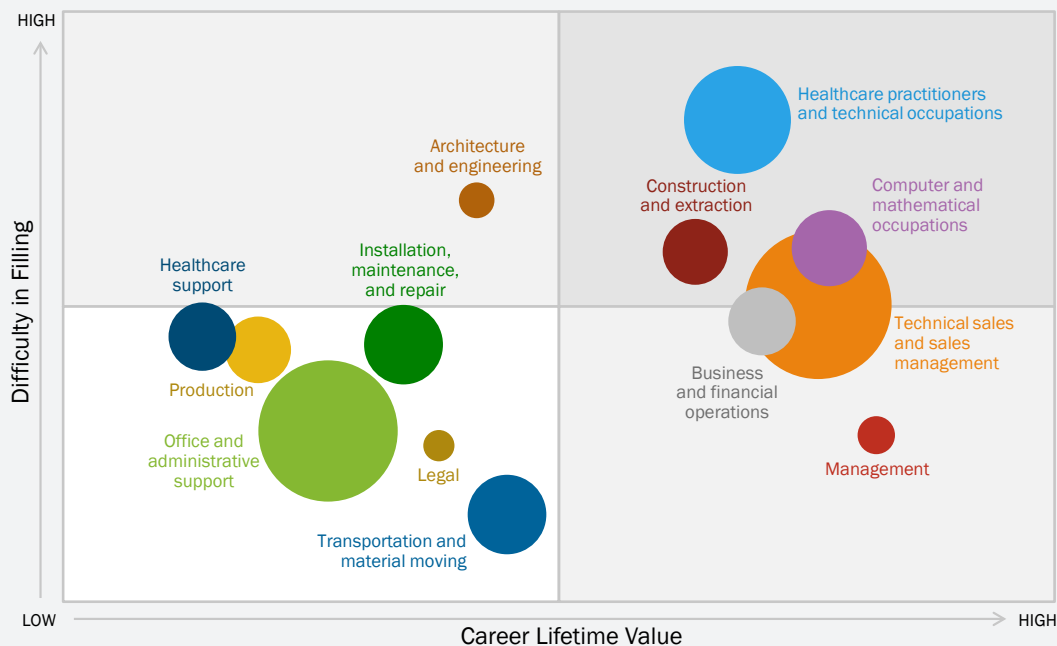 HIGH
Healthcare practitioners
and technical occupations
Architecture
and engineering
Construction
and extraction
Computer and
mathematical
occupations
Installation,
maintenance,
and repair
Healthcare
support
Difficulty in Filling
Technical sales
and sales
management
Production
Business
and financial
operations
Office and
administrative
support
Legal
Management
Transportation and
material moving
LOW
HIGH
Career Lifetime Value